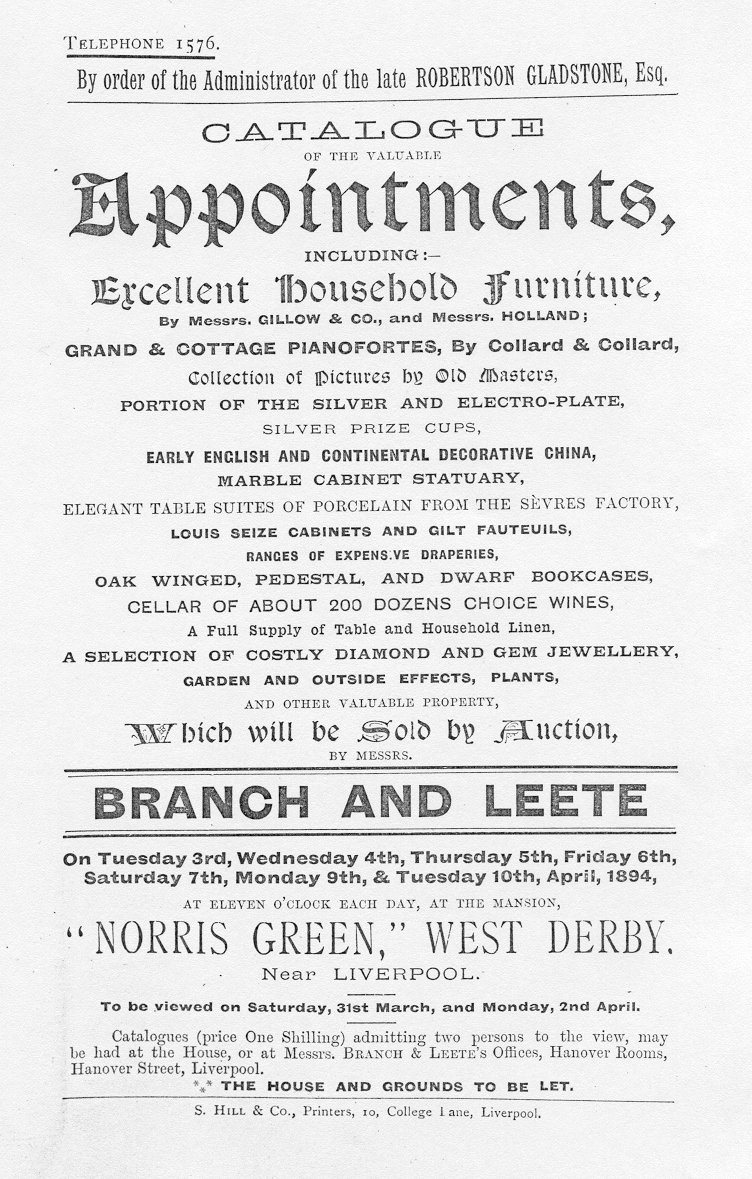 TELEPHONE 1576.
By order of the Administrator of the late ROBERTSON GLADSTONE, Esq.
CATALOGUE
OF THE VALUABLE
Appointments,
INCLUDING:—
Excellent Household Furniture,
By Messrs. GILLOW & CO., and Messrs. HOLLAND;
GRAND & COTTAGE PIANOFORTES, By Collard & Collard,
Collection of Pictures by Old Masters,
PORTION OF THE SILVER AND ELECTRO-PLATE,
SILVER PRIZE CUPS,
EARLY ENGLISH AND CONTINENTAL DECORATIVE CHINA,
MARBLE CABINET STATUARY,
ELEGANT TABLE SUITES OF PORCELAIN FROM THE SÈVRES FACTORY,
LOUIS SEIZE CABINETS AND GILT FAUTEUILS,
RANGES OF EXPENSIVE DRAPERIES,
OAK WINGED, PEDESTAL, AND DWARF BOOKCASES,
CELLAR OF ABOUT 200 DOZENS CHOICE WINES,
A Full Supply of Table and Household Linen,
A SELECTION OF COSTLY DIAMOND AND GEM JEWELLERY,
GARDEN AND OUTSIDE EFFECTS, PLANTS,
AND OTHER VALUABLE PROPERTY,
Which will be Sold by Auction,
BY MESSRS.
BRANCH AND LEETE
On Tuesday 3rd, Wednesday 4th, Thursday 5th, Friday 6th,
Saturday 7th, Monday 9th, & Tuesday 10th, April, 1894,
AT ELEVEN O'CLOCK EACH DAY, AT THE MANSION,
"NORRIS GREEN," WEST DERBY.
Near LIVERPOOL.
To be viewed on Saturday, 31st March, and Monday, 2nd April.
Catalogues (price One Shilling) admitting two persons to the view, may
be had at the House, or at Messrs. BRANCH & LEETE'S Offices, Hanover Rooms,
Hanover Street, Liverpool.
*** THE HOUSE AND GROUNDS TO BE LET.
S. HILL & Co., Printers, 10, College Lane, Liverpool.